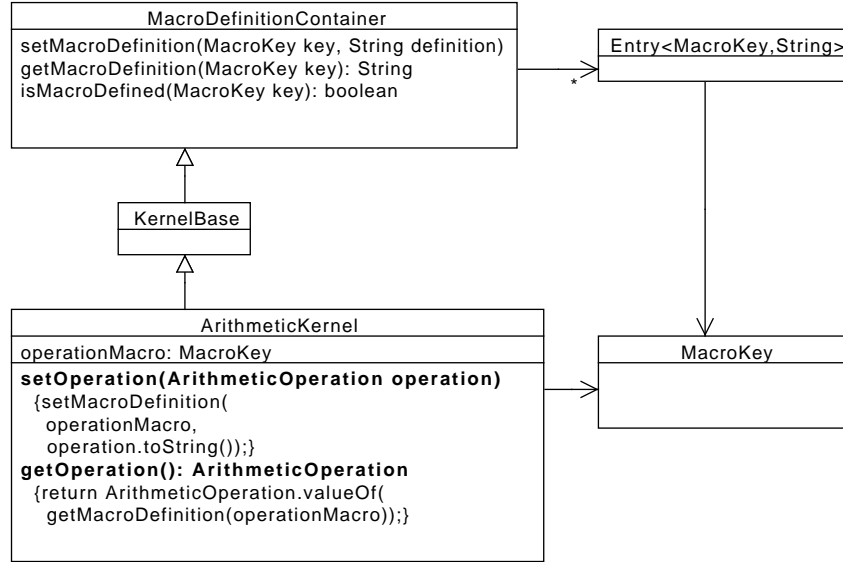 MacroDefinitionContainer
setMacroDefinition(MacroKey key, String definition)
getMacroDefinition(MacroKey key): String
isMacroDefined(MacroKey key): boolean
Entry<MacroKey,String>
*
KernelBase
ArithmeticKernel
operationMacro: MacroKey
setOperation(ArithmeticOperation operation)
{setMacroDefinition(
operationMacro,
operation.toString());}
getOperation(): ArithmeticOperation
{return ArithmeticOperation.valueOf(
getMacroDefinition(operationMacro));}
MacroKey